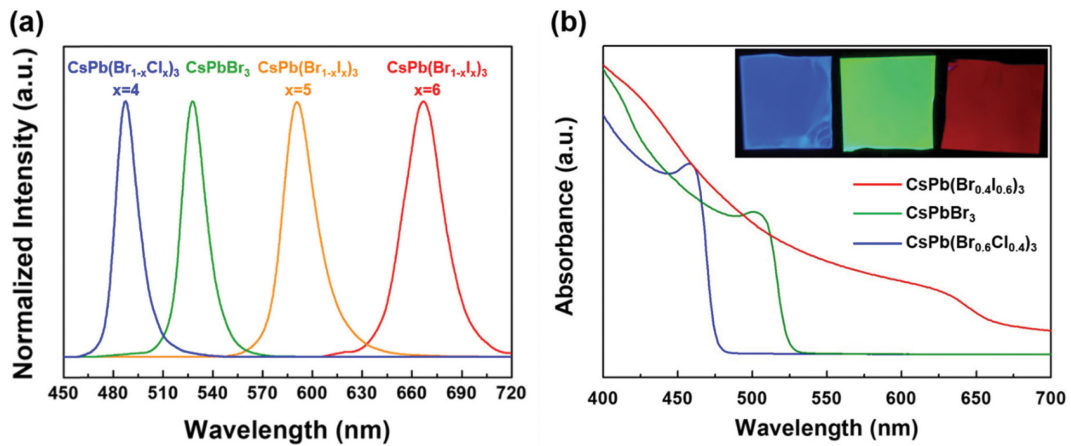 (a)
CsPb(Br1-xClx)3 CsPbBr3 CsPb(Br1-xIx)3 CsPb(Br1-xIx)3
x=4 x=5 x=6
Normalized Intensity (a.u.)
450 480 510 540 570 600 630 660 690 720
Wavelength (nm)
(b)
Absorbance (a.u.)
CsPb(Br0.4I0.6)3
CsPbBr3
CsPb(Br0.6Cl0.4)3
400 450 500 550 600 650 700
Wavelength (nm)